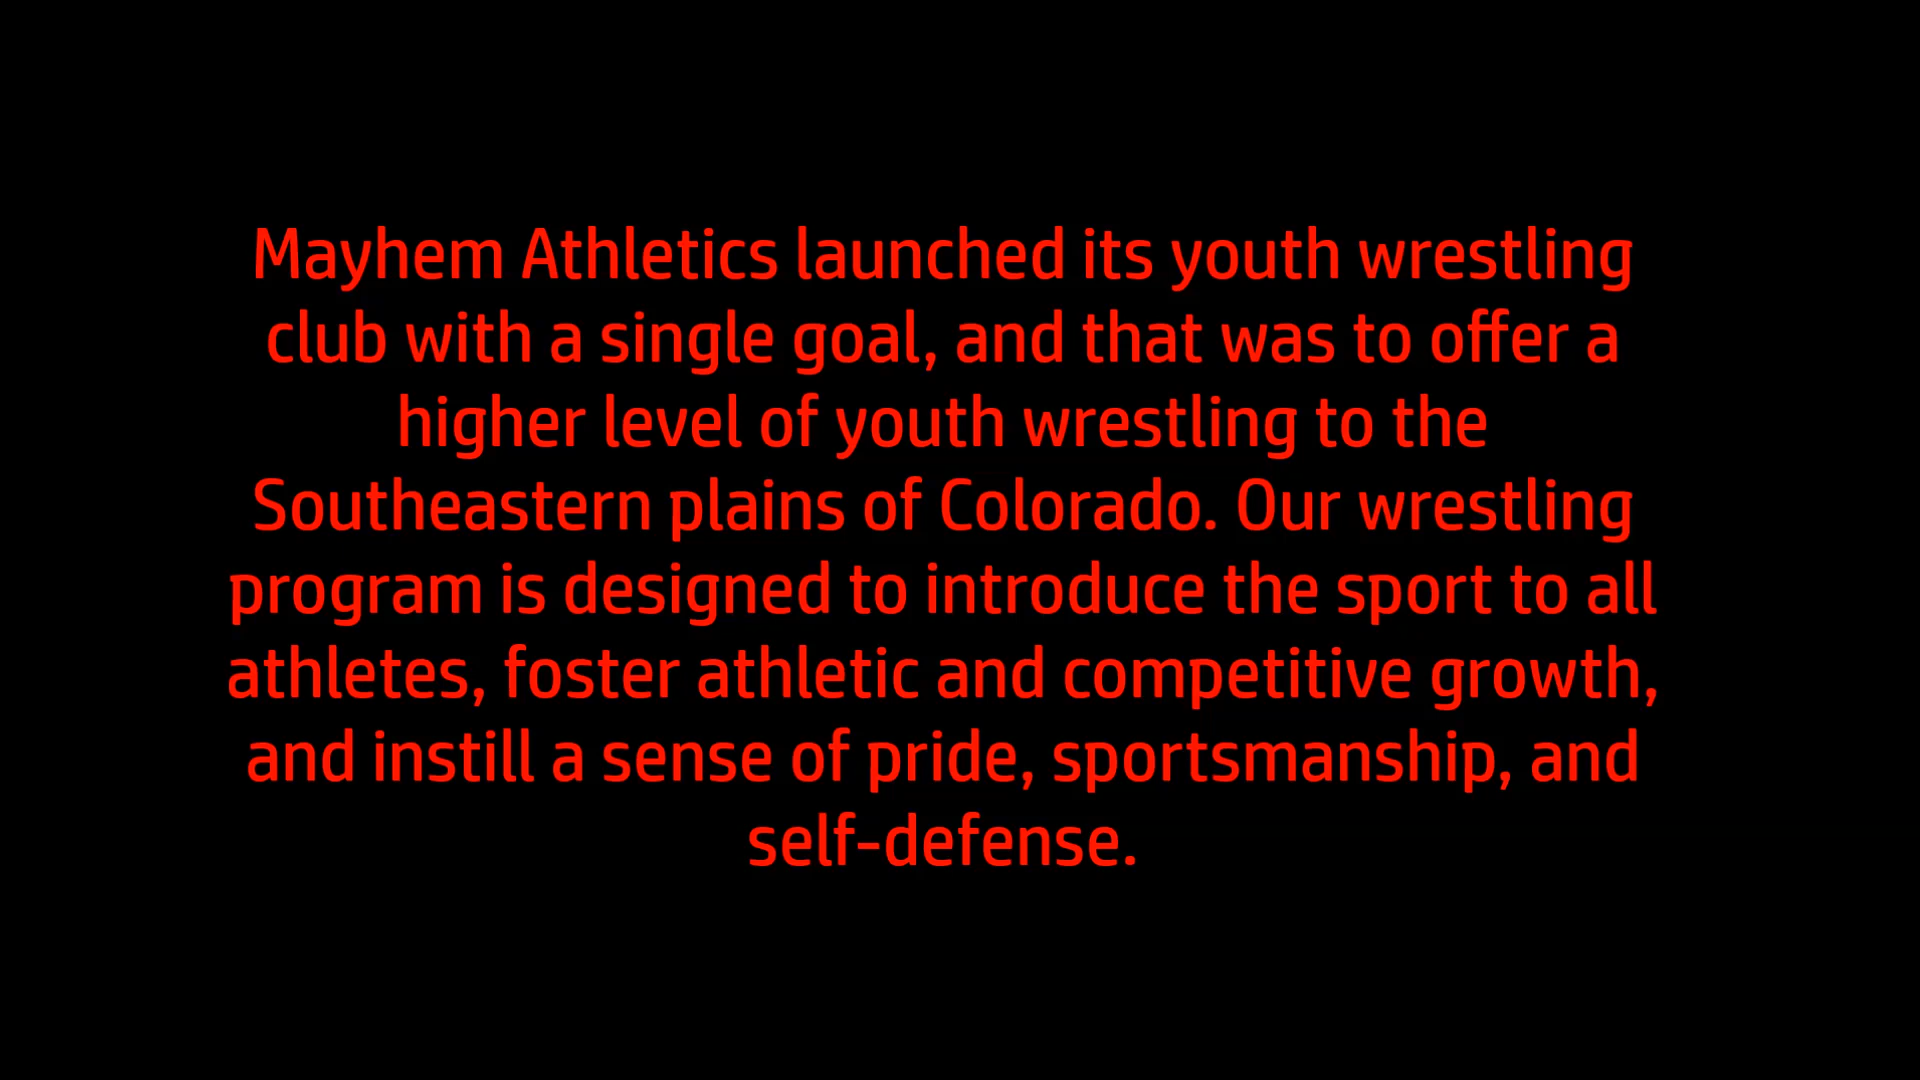 Mayhem Athletics launched its youth wrestling
club with a single goal, and that was to offer a
higher level of youth wrestling to the
Southeastern plains of Colorado. Our wrestling
program is designed to introduce the sport to all
athletes, foster athletic and competitive growth,
and instill a sense of pride, sportsmanship, and
self-defense.